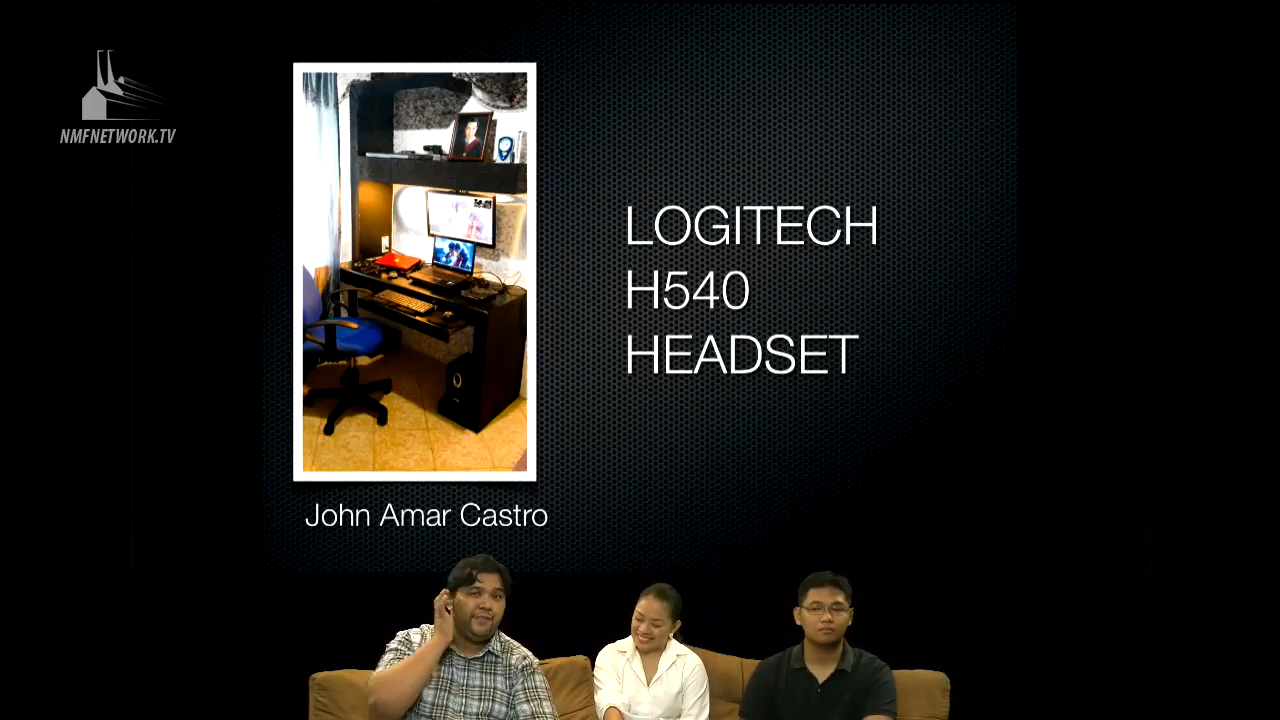 NMFNETWORK.TV
LOGITECH
H540
HEADSET
John Amar Castro